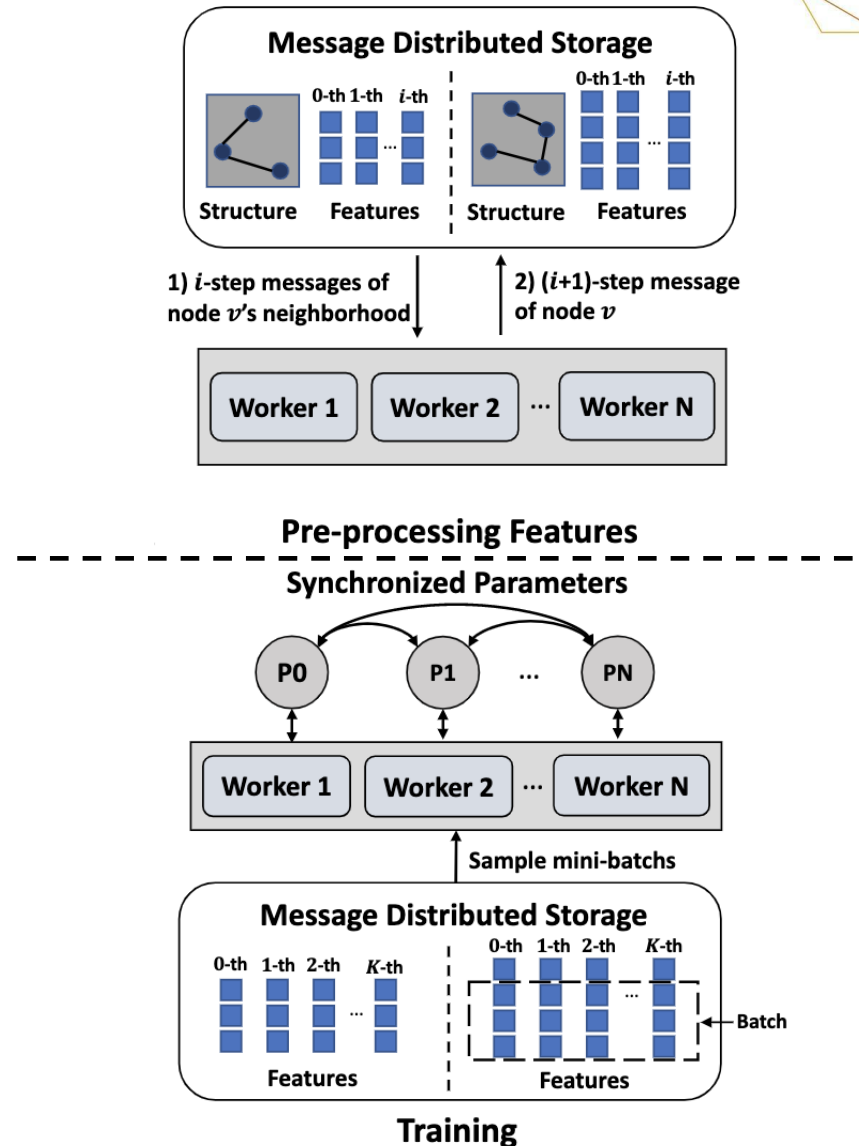 Message Distributed Storage
0-th 1-th i-th
...
Structure Features
0-th 1-th i-th
...
Structure Features
1) i-step messages of
node v's neighborhood
2) (i+1)-step message
of node v
Worker 1 Worker 2 ... Worker N
Pre-processing Features
Synchronized Parameters
P0 P1 ... PN
Worker 1 Worker 2 ... Worker N
Sample mini-batchs
Message Distributed Storage
0-th 1-th 2-th K-th
...
Features
0-th 1-th 2-th K-th
...
Batch
Features
Training